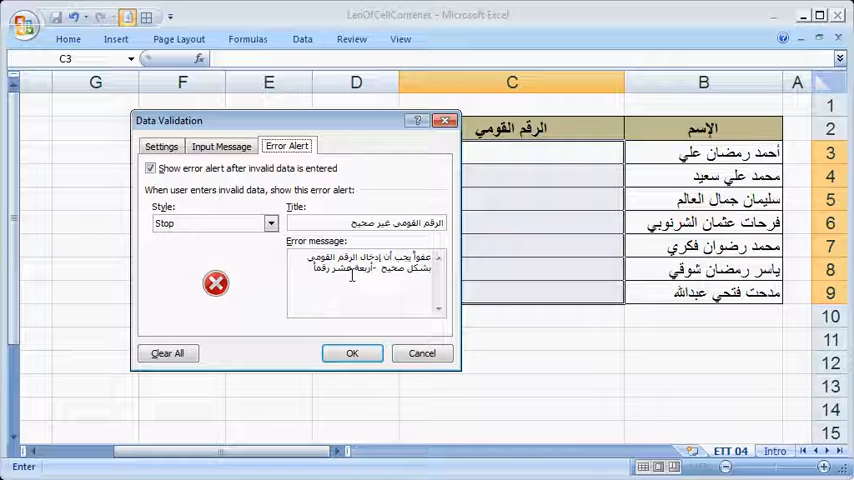 LenOfCellContenet - Microsoft Excel
Home Insert Page Layout Formulas Data Review View
C3
fx
G F E D C B A
1
الرقم القومي الإسم 2
أحمد رمضان علي 3
محمد علي سعيد 4
سليمان جمال العالم 5
فرحات عثمان الشرنوبي 6
محمد رضوان فكري 7
ياسر رمضان شوقي 8
مدحت فتحي عبدالله 9
10
11
12
13
14
15
Data Validation
Settings Input Message Error Alert
Show error alert after invalid data is entered
When user enters invalid data, show this error alert:
Style: Title:
Stop الرقم القومي غير صحيح
Error message:
عفواً يجب أن إدخال الرقم القومي
بشكل صحيح -أربعة عشر رقماً
Clear All OK Cancel
ETT 04 Intro
Enter